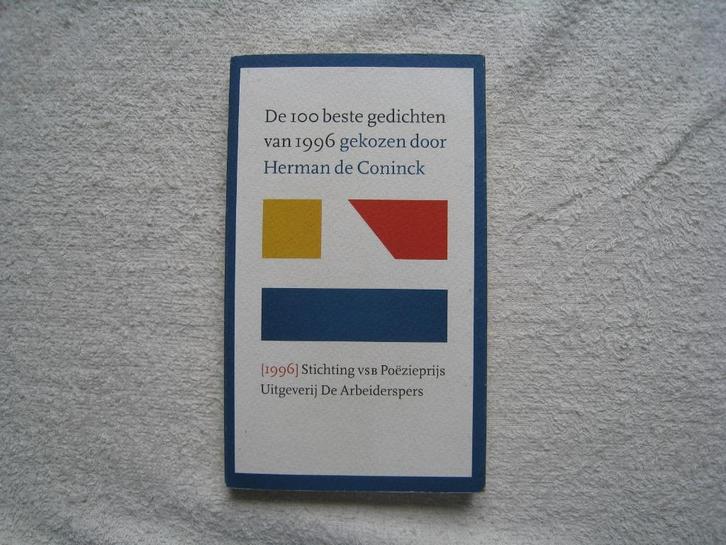 De 100 beste gedichten
van 1996 gekozen door
Herman de Coninck
[1996] Stichting VSB Poëzieprijs
Uitgeverij De Arbeiderspers